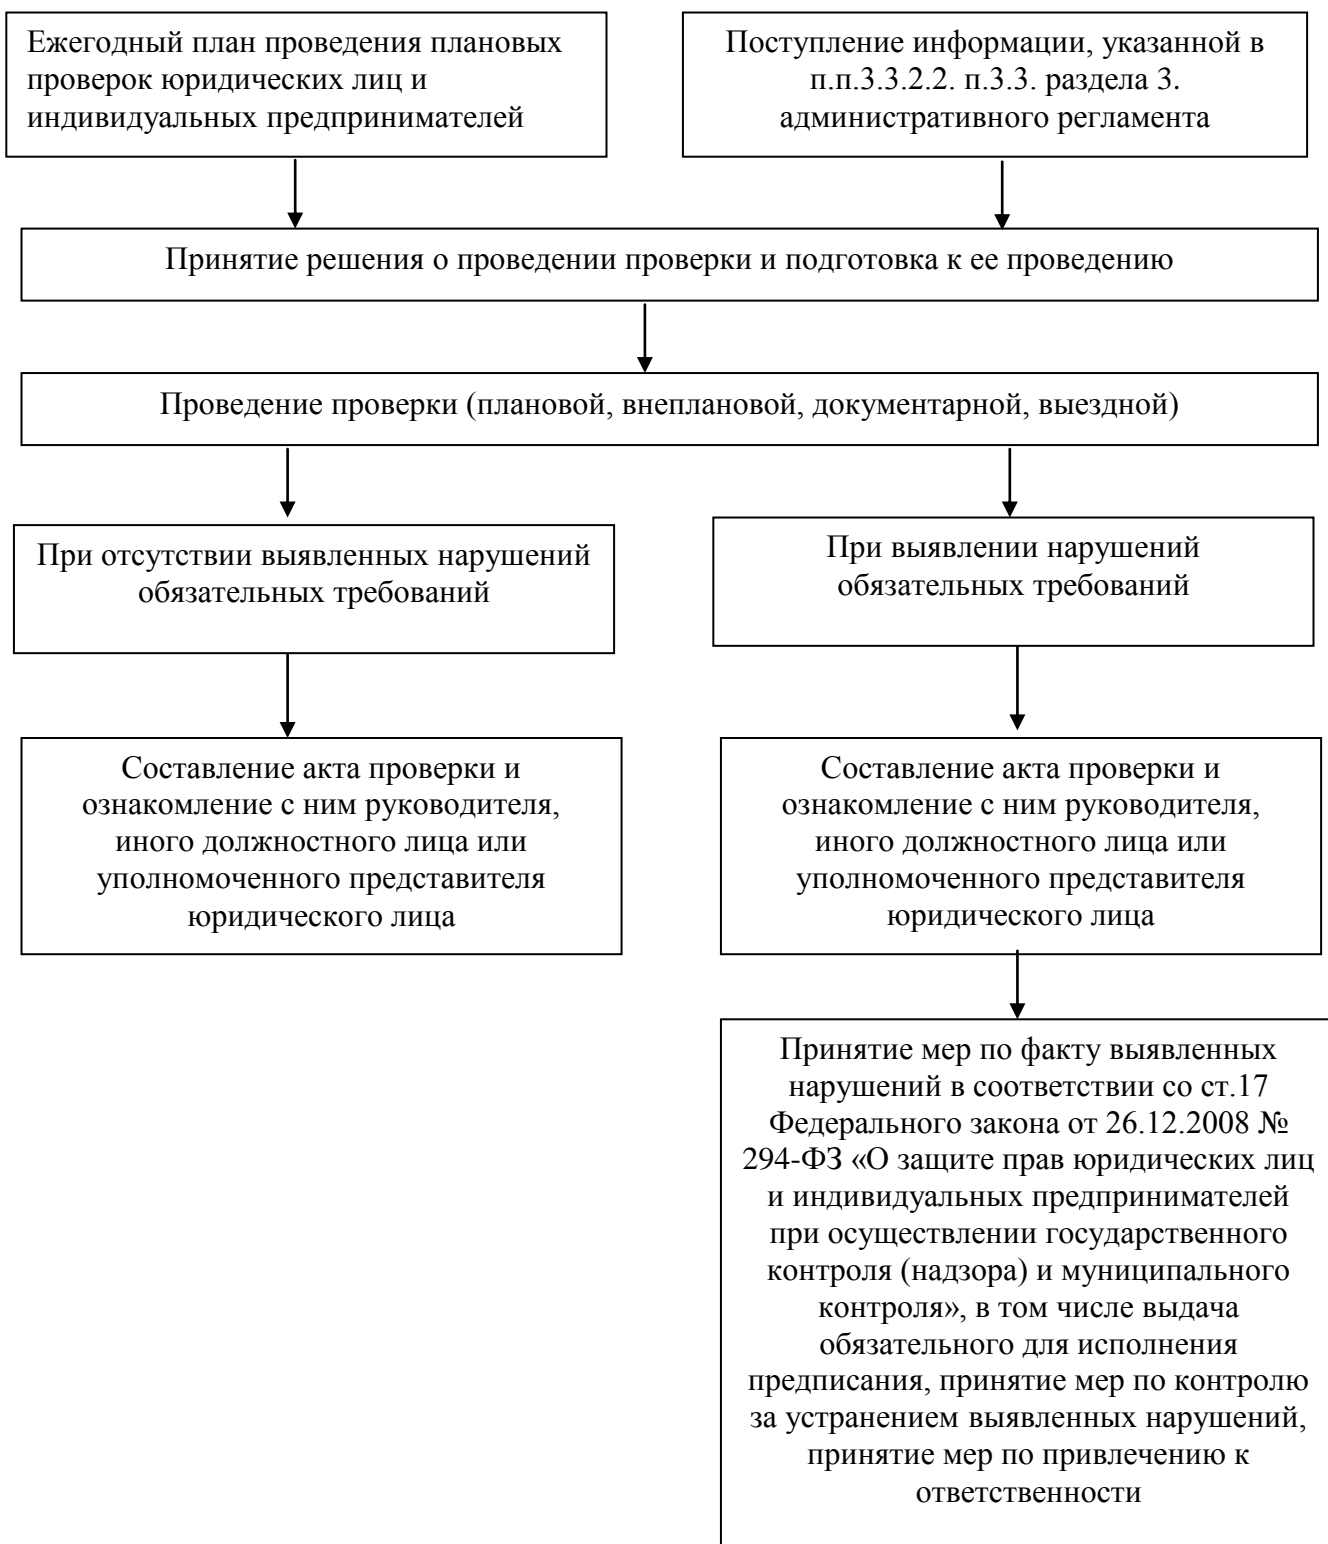 Ежегодный план проведения плановых
проверок юридических лиц и
индивидуальных предпринимателей
Поступление информации, указанной в
п.п.3.3.2.2. п.3.3. раздела 3.
административного регламента
Принятие решения о проведении проверки и подготовка к ее проведению
Проведение проверки (плановой, внеплановой, документарной, выездной)
При отсутствии выявленных нарушений
обязательных требований
При выявлении нарушений
обязательных требований
Составление акта проверки и
ознакомление с ним руководителя,
иного должностного лица или
уполномоченного представителя
юридического лица
Составление акта проверки и
ознакомление с ним руководителя,
иного должностного лица или
уполномоченного представителя
юридического лица
Принятие мер по факту выявленных
нарушений в соответствии со ст.17
Федерального закона от 26.12.2008 №
294-ФЗ «О защите прав юридических лиц
и индивидуальных предпринимателей
при осуществлении государственного
контроля (надзора) и муниципального
контроля», в том числе выдача
обязательного для исполнения
предписания, принятие мер по контролю
за устранением выявленных нарушений,
принятие мер по привлечению к
ответственности